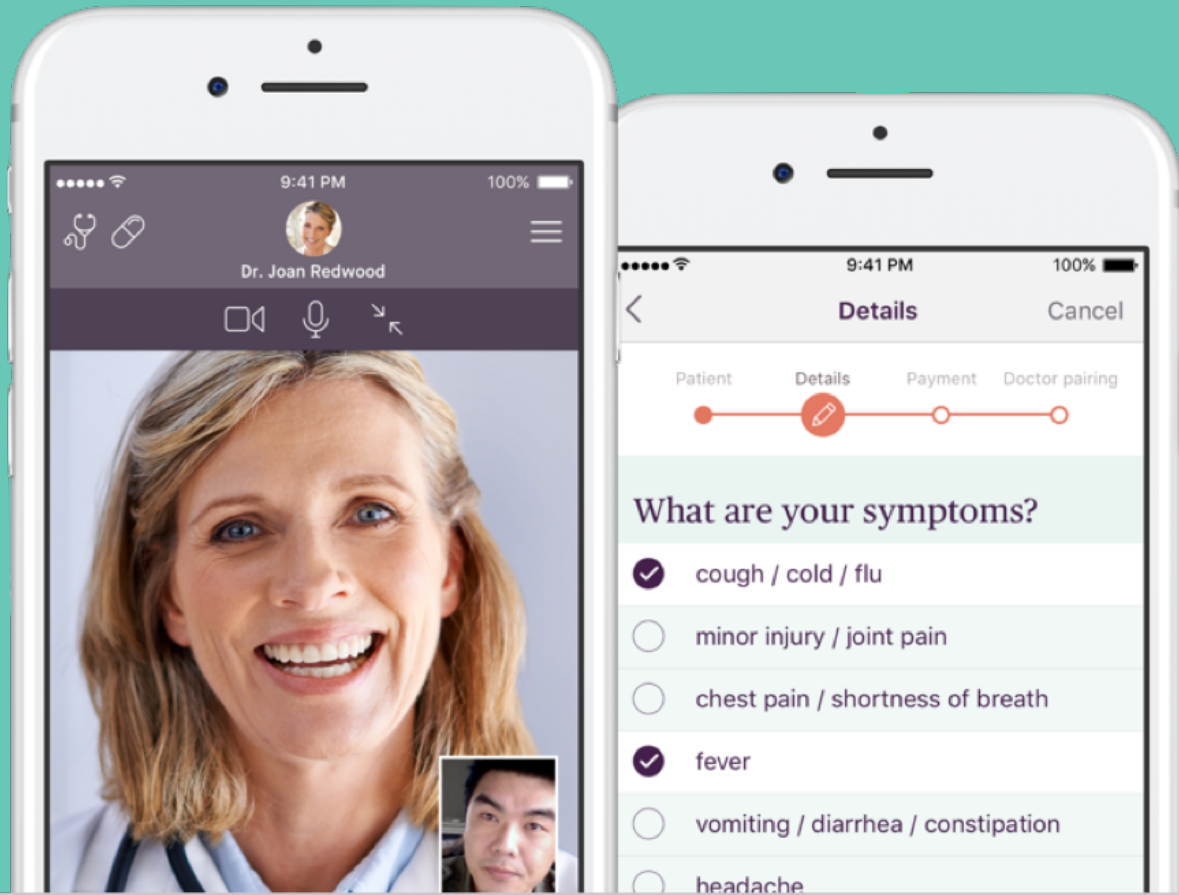 9:41 PM
100%
Dr. Joan Redwood
9:41 PM
100%
Details
Cancel
Patient
Details
Payment
Doctor pairing
What are your symptoms?
cough / cold / flu
minor injury / joint pain
chest pain / shortness of breath
fever
vomiting / diarrhea / constipation
headache